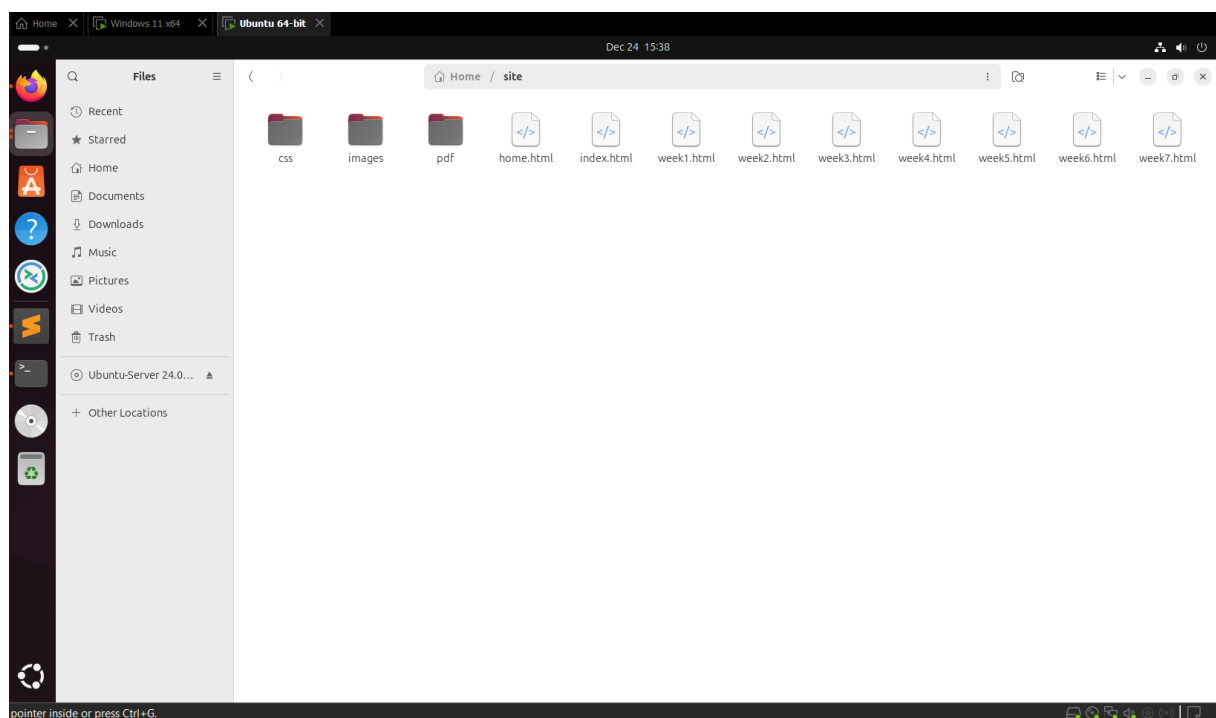 Home
Windows 11 x64
Ubuntu 64-bit
Dec 24 15:38
Files
Home / site
Recent
Starred
Home
Documents
Downloads
Music
Pictures
Videos
Trash
Ubuntu-Server 24.0...
Other Locations
css
images
pdf
home.html
index.html
week1.html
week2.html
week3.html
week4.html
week5.html
week6.html
week7.html
pointer inside or press Ctrl+G.